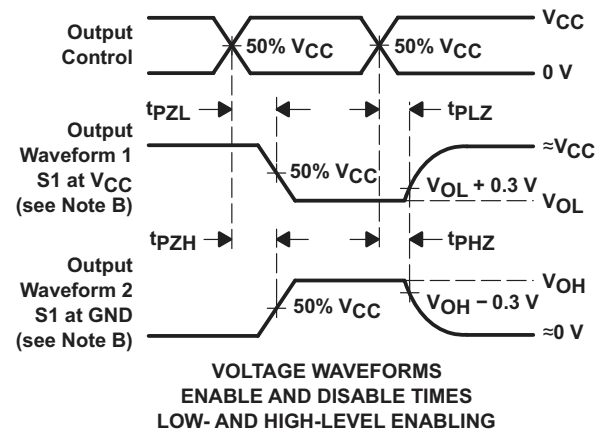 Output
Control
50% VCC
50% VCC
VCC
0 V
tPZL
tPLZ
Output
Waveform 1
S1 at VCC
(see Note B)
50% VCC
≈VCC
VOL + 0.3 V
VOL
tPZH
tPHZ
Output
Waveform 2
S1 at GND
(see Note B)
50% VCC
VOH
VOH − 0.3 V
≈0 V
VOLTAGE WAVEFORMS
ENABLE AND DISABLE TIMES
LOW- AND HIGH-LEVEL ENABLING